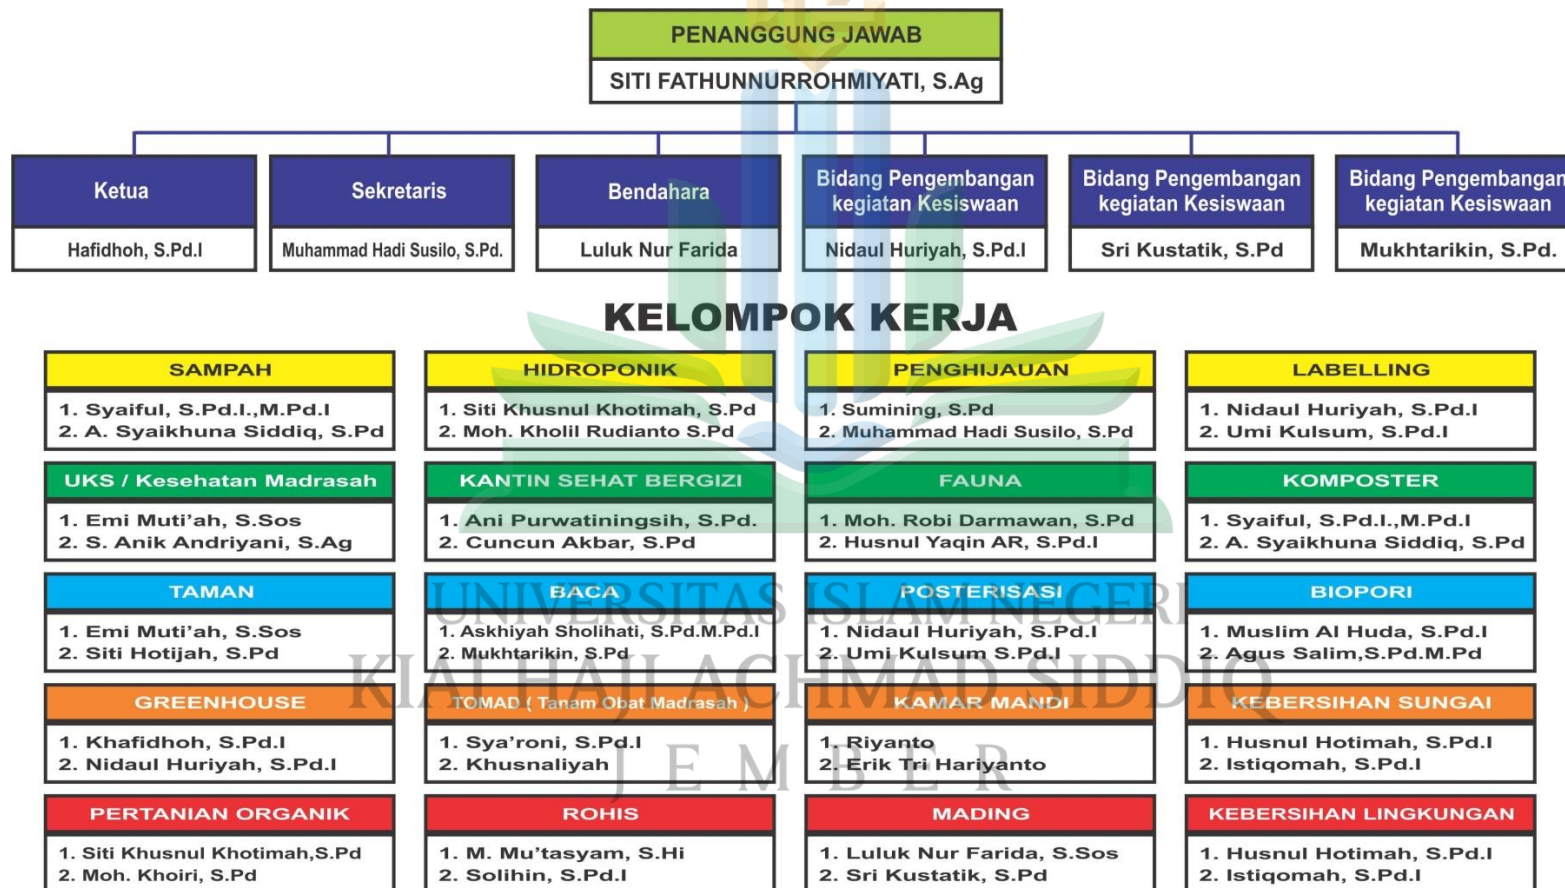 PENANGGUNG JAWAB
SITI FATHUNNURROHMIYATI, S.Ag
Ketua
Hafidhoh, S.Pd.I
Sekretaris
Muhammad Hadi Susilo, S.Pd.
Bendahara
Luluk Nur Farida
Bidang Pengembangan
kegiatan Kesiswaan
Nidaul Huriyah, S.Pd.I
Bidang Pengembangan
kegiatan Kesiswaan
Sri Kustatik, S.Pd
Bidang Pengembangan
kegiatan Kesiswaan
Mukhtarikin, S.Pd.
KELOMPOK KERJA
SAMPAH
1. Syaiful, S.Pd.I.,M.Pd.I
2. A. Syaikhuna Siddiq, S.Pd
HIDROPONIK
1. Siti Khusnul Khotimah, S.Pd
2. Moh. Kholil Rudianto S.Pd
PENGHIJAUAN
1. Sumining, S.Pd
2. Muhammad Hadi Susilo, S.Pd
LABELLING
1. Nidaul Huriyah, S.Pd.I
2. Umi Kulsum, S.Pd.I
UKS / Kesehatan Madrasah
1. Emi Muti'ah, S.Sos
2. S. Anik Andriyani, S.Ag
KANTIN SEHAT BERGIZI
1. Ani Purwatiningsih, S.Pd.
2. Cuncun Akbar, S.Pd
FAUNA
1. Moh. Robi Darmawan, S.Pd
2. Husnul Yaqin AR, S.Pd.I
KOMPOSTER
1. Syaiful, S.Pd.I.,M.Pd.I
2. A. Syaikhuna Siddiq, S.Pd
TAMAN
1. Emi Muti'ah, S.Sos
2. Siti Hotijah, S.Pd
BACA
1. Askhiyah Sholihati, S.Pd.M.Pd.I
2. Mukhtarikin, S.Pd
POSTERISASI
1. Nidaul Huriyah, S.Pd.I
2. Umi Kulsum S.Pd.I
BIOPORI
1. Muslim Al Huda, S.Pd.I
2. Agus Salim,S.Pd.M.Pd
UNIVERSITAS ISLAM NEGERI
KIAI HAJI ACHMAD SIDDIQ
JEMBER
GREENHOUSE
1. Khafidhoh, S.Pd.I
2. Nidaul Huriyah, S.Pd.I
TOMAD ( Tanam Obat Madrasah )
1. Sya'roni, S.Pd.I
2. Khusnaliyah
KAMAR MANDI
1. Riyanto
2. Erik Tri Hariyanto
KEBERSIHAN SUNGAI
1. Husnul Hotimah, S.Pd.I
2. Istiqomah, S.Pd.I
PERTANIAN ORGANIK
1. Siti Khusnul Khotimah,S.Pd
2. Moh. Khoiri, S.Pd
ROHIS
1. M. Mu'tasyam, S.Hi
2. Solihin, S.Pd.I
MADING
1. Luluk Nur Farida, S.Sos
2. Sri Kustatik, S.Pd
KEBERSIHAN LINGKUNGAN
1. Husnul Hotimah, S.Pd.I
2. Istiqomah, S.Pd.I